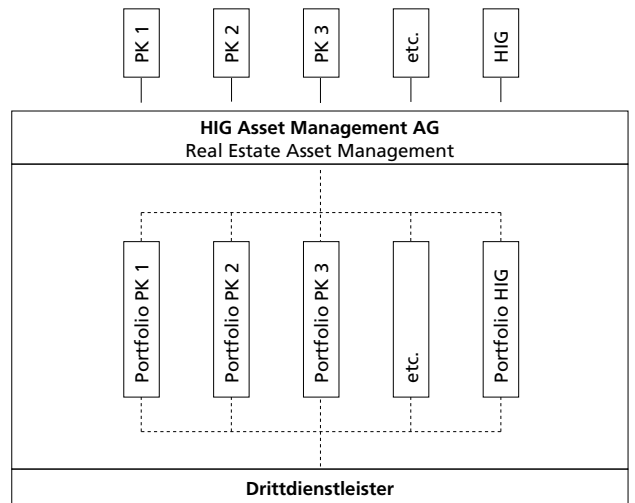 PK 1
PK 2
PK 3
etc.
HIG
HIG Asset Management AG
Real Estate Asset Management
Portfolio PK 1
Portfolio PK 2
Portfolio PK 3
etc.
Portfolio HIG
Drittdienstleister